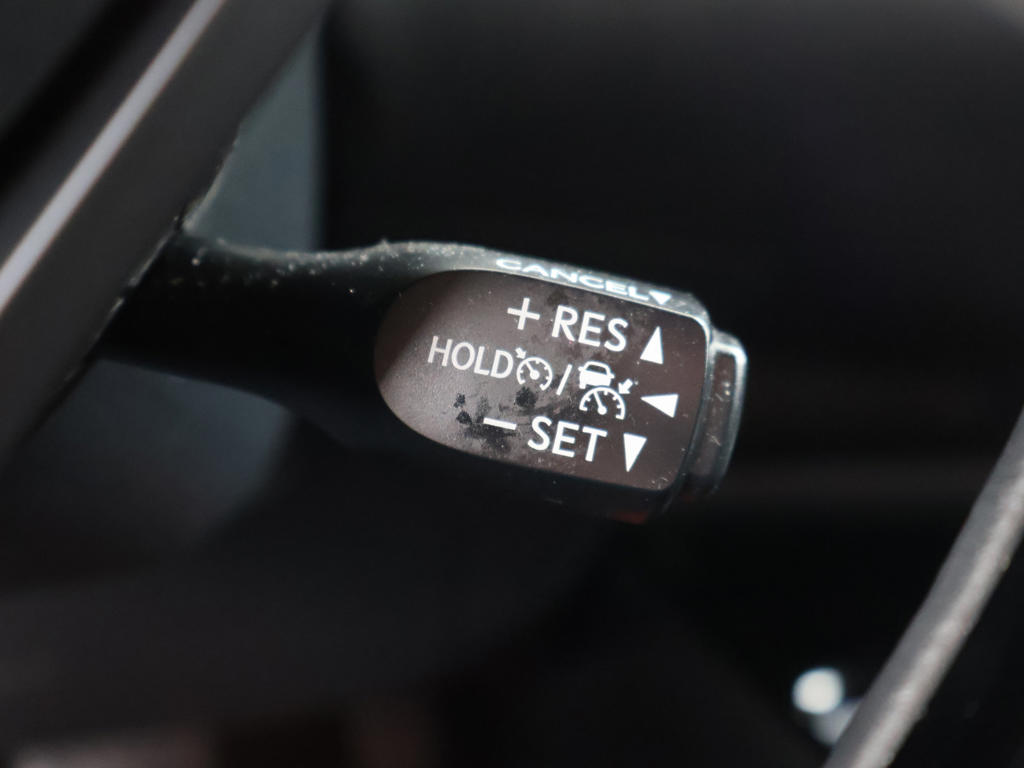 CANCEL▼
+ RES ▲
HOLD / ◀
− SET ▼